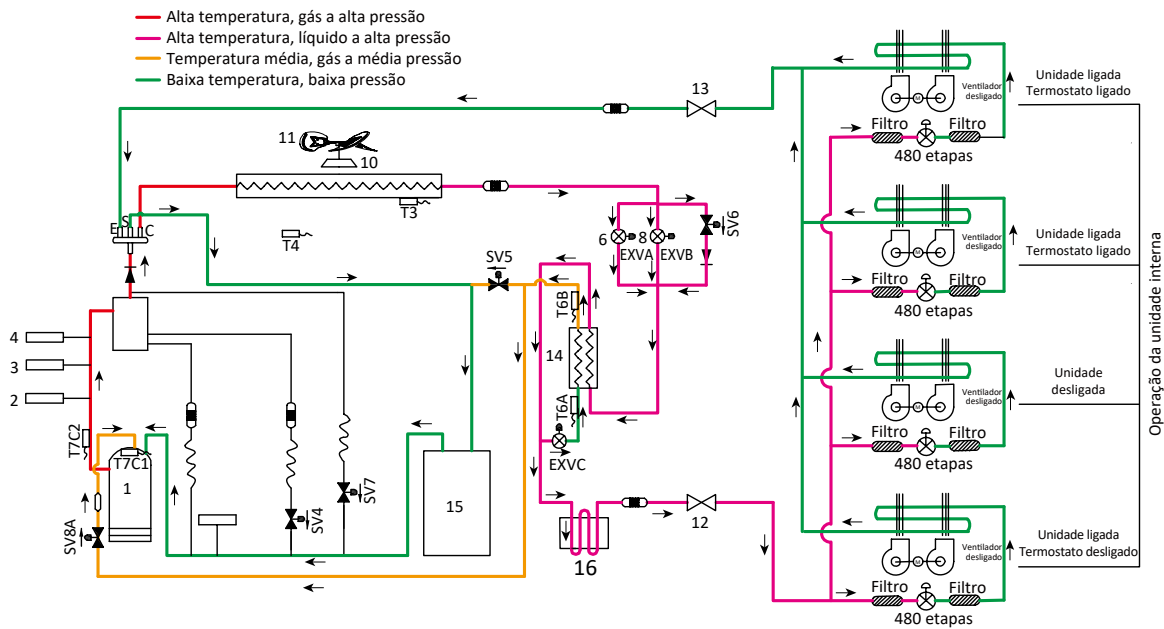 Alta temperatura, gás a alta pressão
Alta temperatura, líquido a alta pressão
Temperatura média, gás a média pressão
Baixa temperatura, baixa pressão
13
11
10
T3
T4
E
S
C
6
8
EXVA
EXVB
SV6
SV5
T6B
14
T6A
EXVC
4
3
2
T7C2
T7C1
1
SV8A
SV4
SV7
15
16
12
Ventilador
desligado
M
Filtro
Filtro
480 etapas
Unidade ligada
Termostato ligado
Ventilador
desligado
M
Filtro
Filtro
480 etapas
Unidade ligada
Termostato ligado
Ventilador
desligado
M
Filtro
Filtro
480 etapas
Unidade
desligada
Ventilador
desligado
M
Filtro
Filtro
480 etapas
Unidade ligada
Termostato desligado
Operação da unidade interna